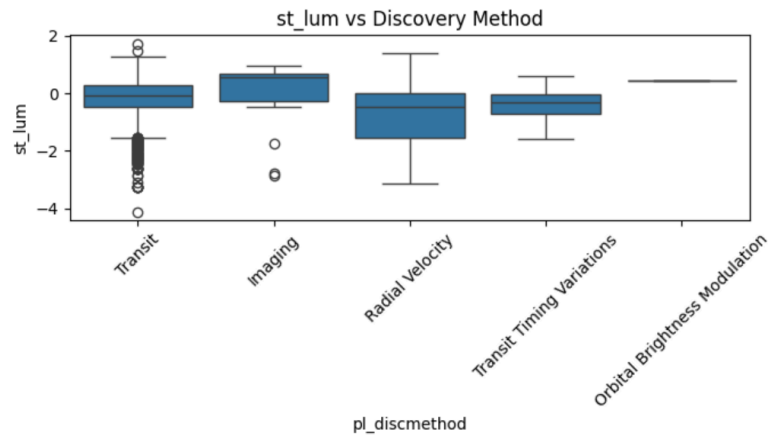 st_lum vs Discovery Method
st_lum
2
0
−2
−4
Transit
Imaging
Radial Velocity
Transit Timing Variations
Orbital Brightness Modulation
pl_discmethod